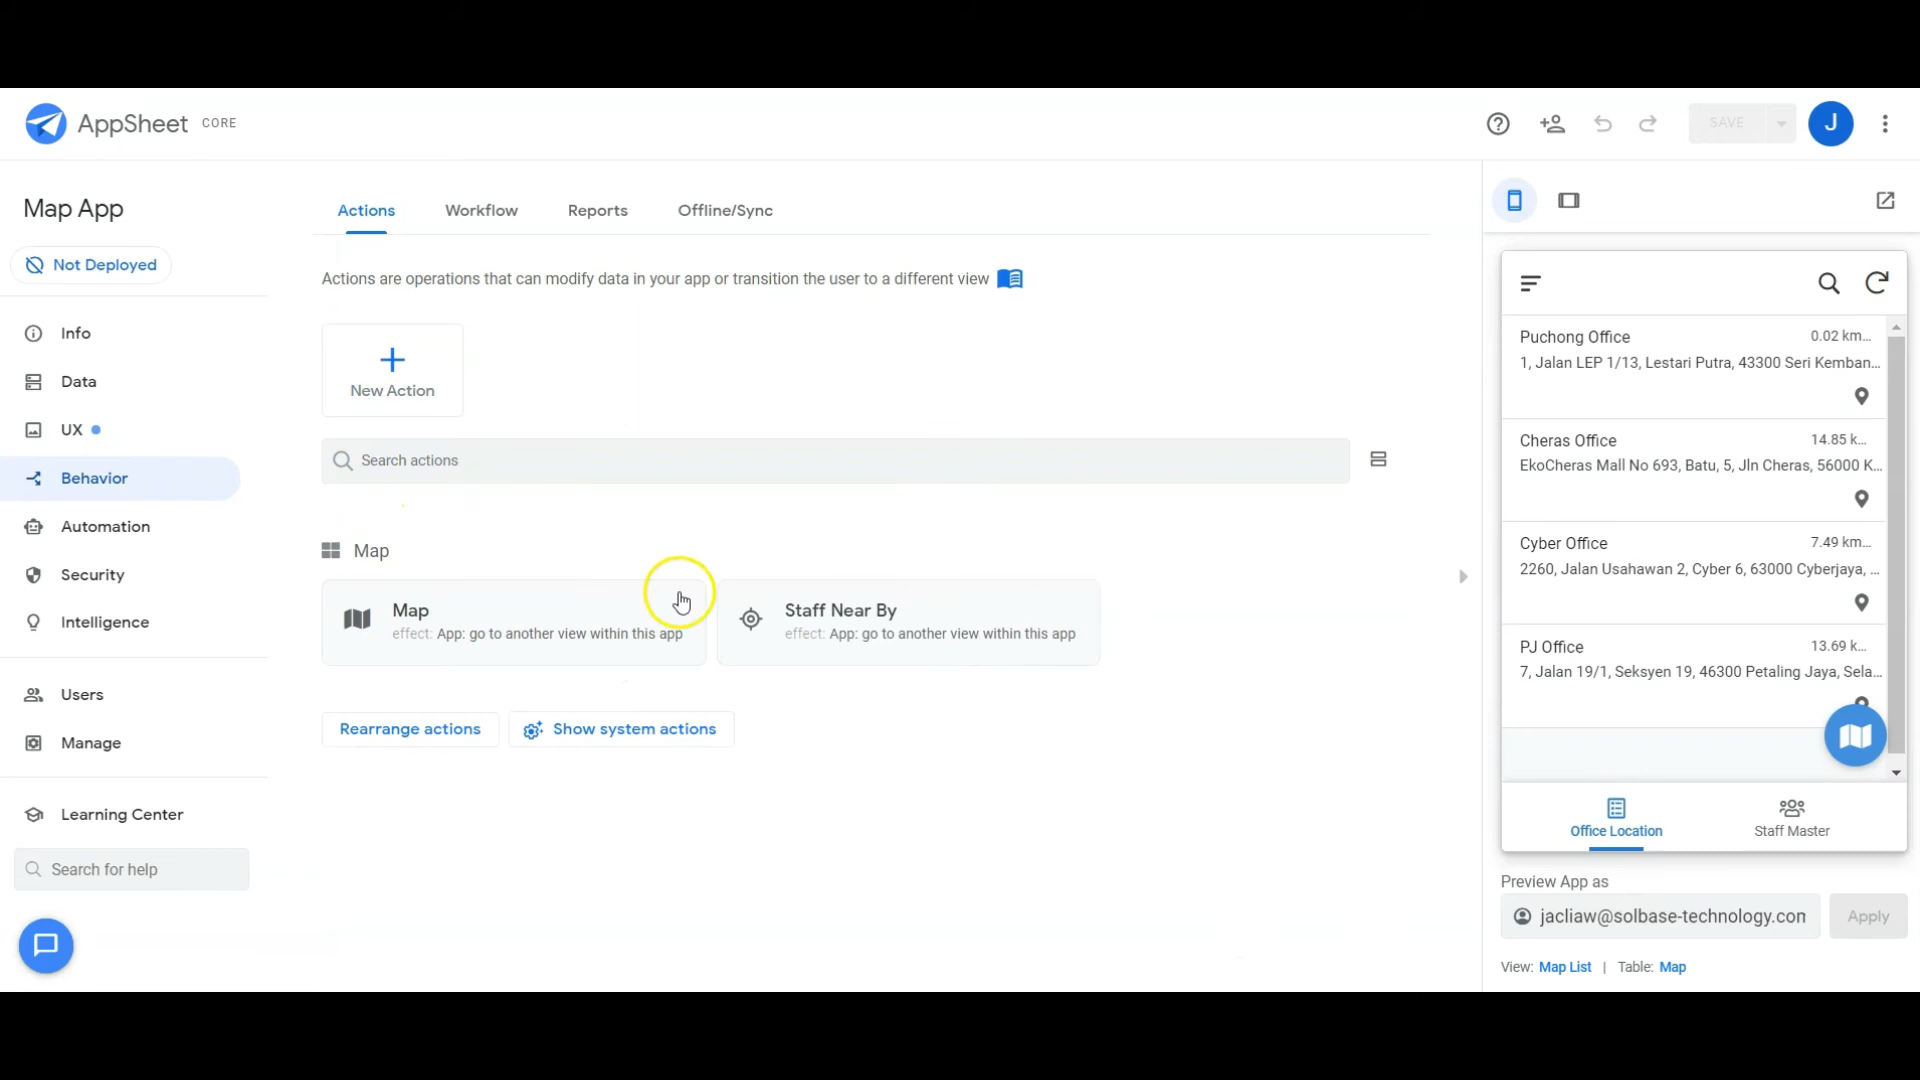 AppSheet CORE
SAVE
J
Map App
Not Deployed
Info
Data
UX
Behavior
Automation
Security
Intelligence
Users
Manage
Learning Center
Search for help
Actions Workflow Reports Offline/Sync
Actions are operations that can modify data in your app or transition the user to a different view
New Action
Search actions
Map
Map
effect: App: go to another view within this app
Staff Near By
effect: App: go to another view within this app
Rearrange actions
Show system actions
Puchong Office 0.02 km...
1, Jalan LEP 1/13, Lestari Putra, 43300 Seri Kemban...
Cheras Office 14.85 k...
EkoCheras Mall No 693, Batu, 5, Jln Cheras, 56000 K...
Cyber Office 7.49 km...
2260, Jalan Usahawan 2, Cyber 6, 63000 Cyberjaya, ...
PJ Office 13.69 k...
7, Jalan 19/1, Seksyen 19, 46300 Petaling Jaya, Sela...
Office Location Staff Master
Preview App as
jacliaw@solbase-technology.con
Apply
View: Map List | Table: Map